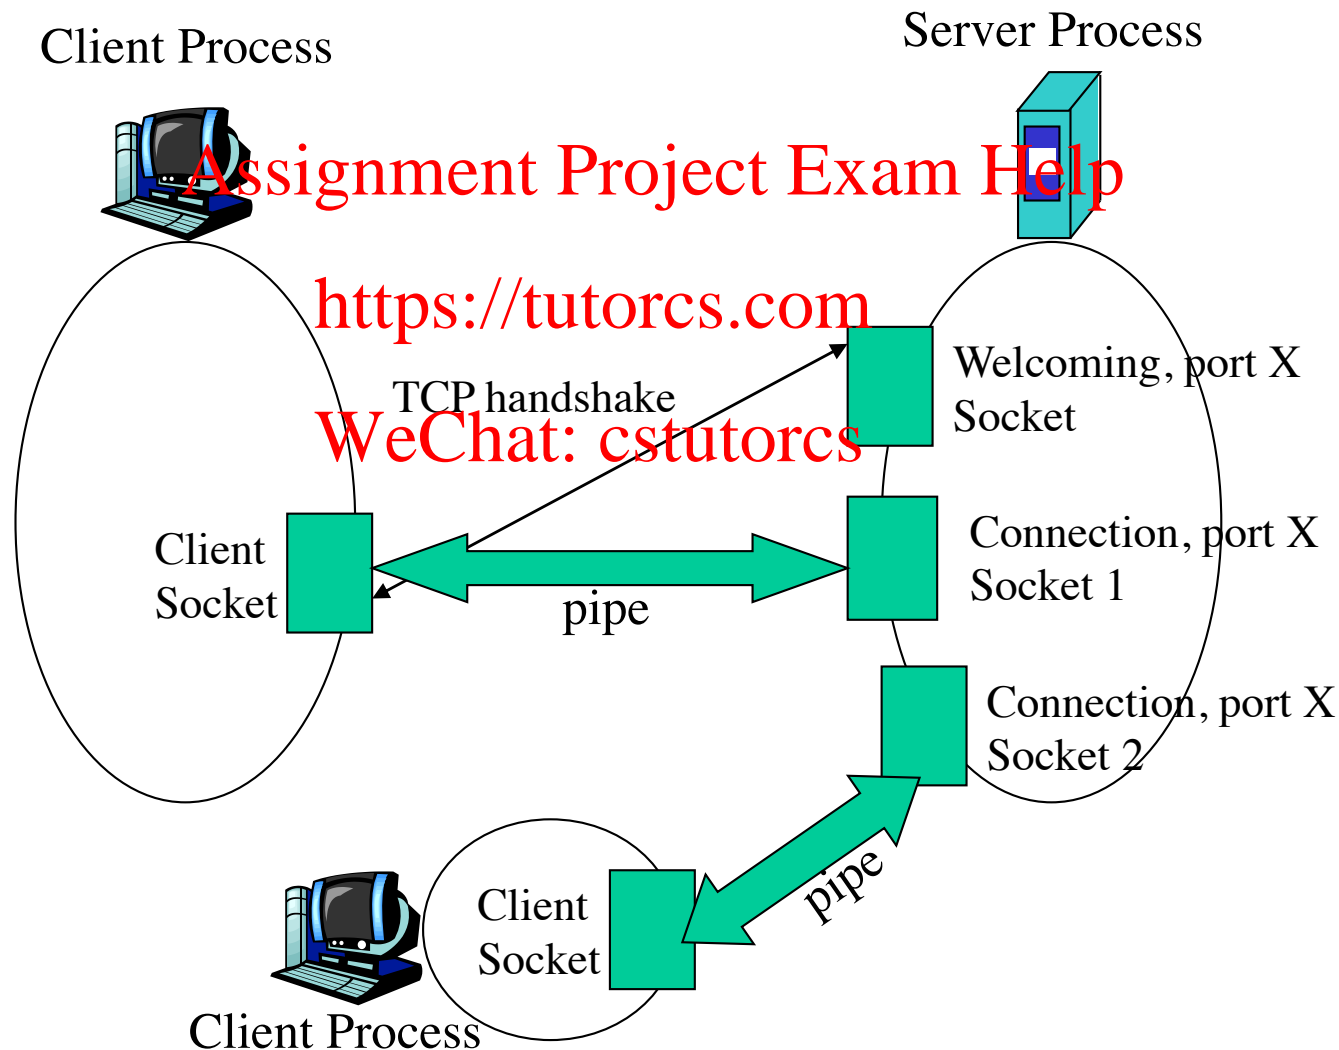 Client Process
Server Process
Assignment Project Exam Help
https://tutorcs.com
Welcoming, port X
Socket
TCP handshake
WeChat: cstutorcs
Client
Socket
pipe
Connection, port X
Socket 1
Connection, port X
Socket 2
pipe
Client
Socket
Client Process